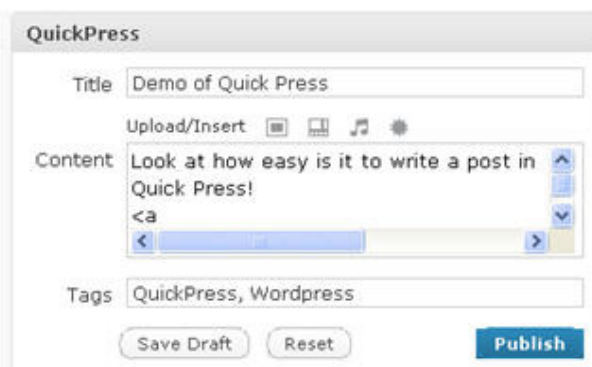 QuickPress
Title Demo of Quick Press
Upload/Insert
Content Look at how easy is it to write a post in
Quick Press!
<a
Tags QuickPress, Wordpress
Save Draft Reset Publish